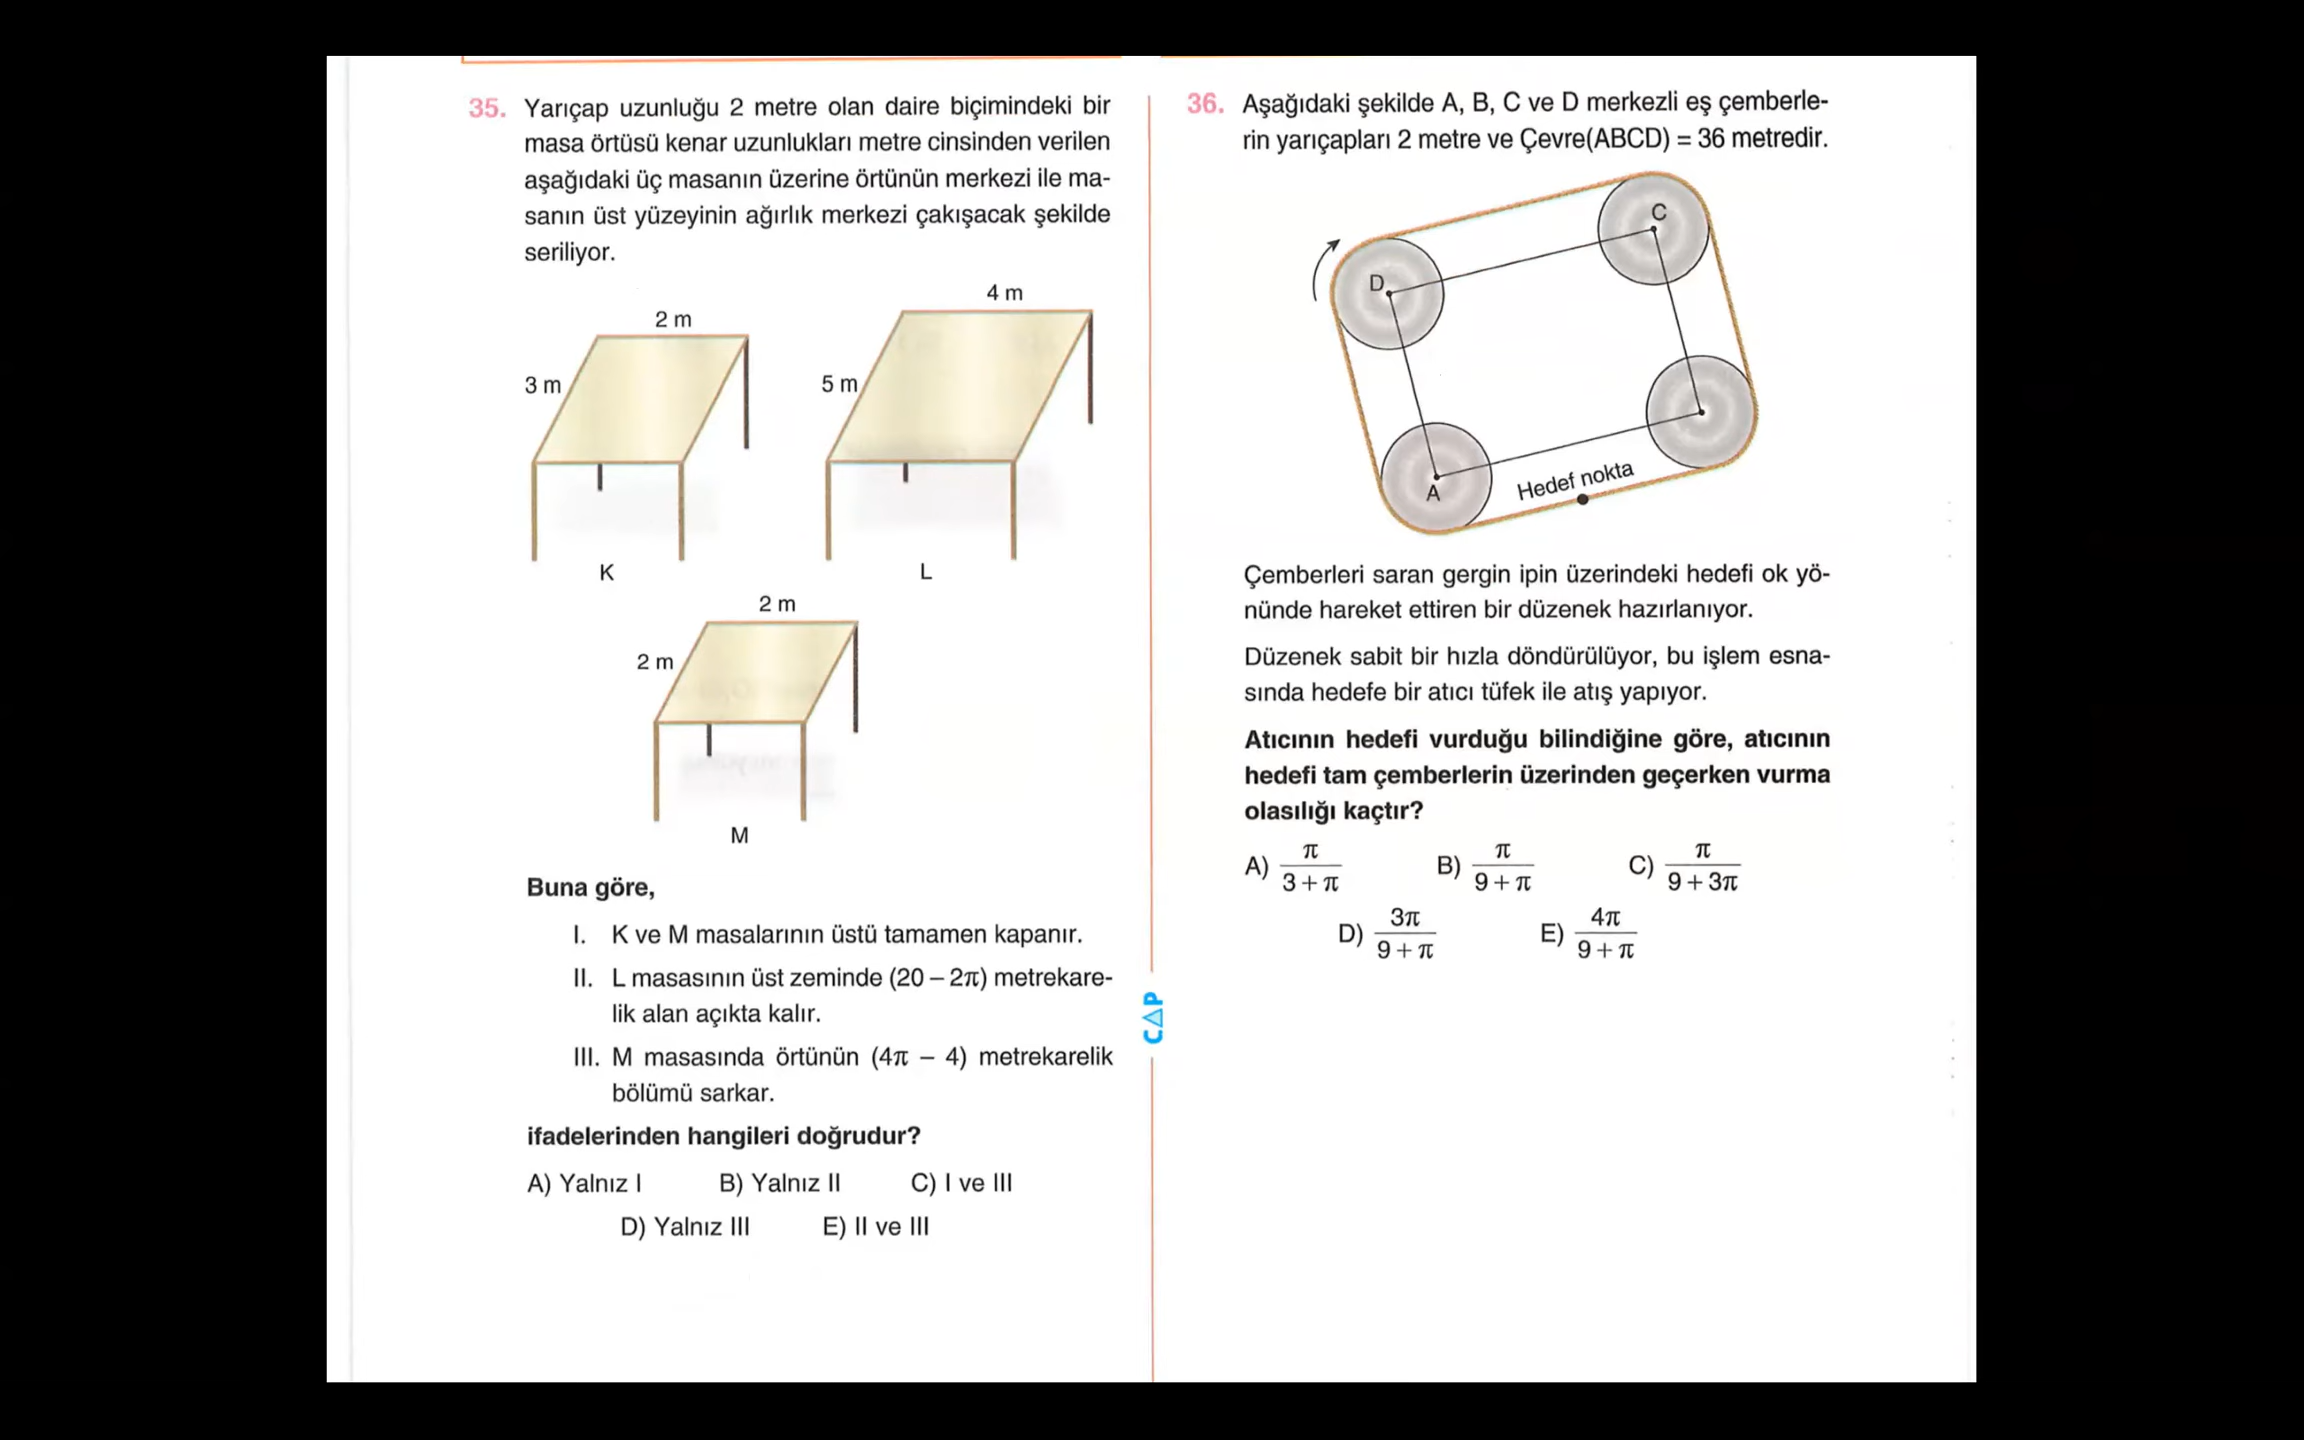 35. Yarıçap uzunluğu 2 metre olan daire biçimindeki bir
masa örtüsü kenar uzunlukları metre cinsinden verilen
aşağıdaki üç masanın üzerine örtünün merkezi ile ma-
sanın üst yüzeyinin ağırlık merkezi çakışacak şekilde
seriliyor.
2 m
3 m
K
4 m
5 m
L
2 m
2 m
M
Buna göre,
I. K ve M masalarının üstü tamamen kapanır.
II. L masasının üst zeminde (20 – 2π) metrekare-
lik alan açıkta kalır.
III. M masasında örtünün (4π – 4) metrekarelik
bölümü sarkar.
ifadelerinden hangileri doğrudur?
A) Yalnız I B) Yalnız II C) I ve III
D) Yalnız III E) II ve III
CAP
36. Aşağıdaki şekilde A, B, C ve D merkezli eş çemberle-
rin yarıçapları 2 metre ve Çevre(ABCD) = 36 metredir.
C
D
A
Hedef nokta
Çemberleri saran gergin ipin üzerindeki hedefi ok yö-
nünde hareket ettiren bir düzenek hazırlanıyor.
Düzenek sabit bir hızla döndürülüyor, bu işlem esna-
sında hedefe bir atıcı tüfek ile atış yapıyor.
Atıcının hedefi vurduğu bilindiğine göre, atıcının
hedefi tam çemberlerin üzerinden geçerken vurma
olasılığı kaçtır?
A) π/(3 + π) B) π/(9 + π) C) π/(9 + 3π)
D) 3π/(9 + π) E) 4π/(9 + π)